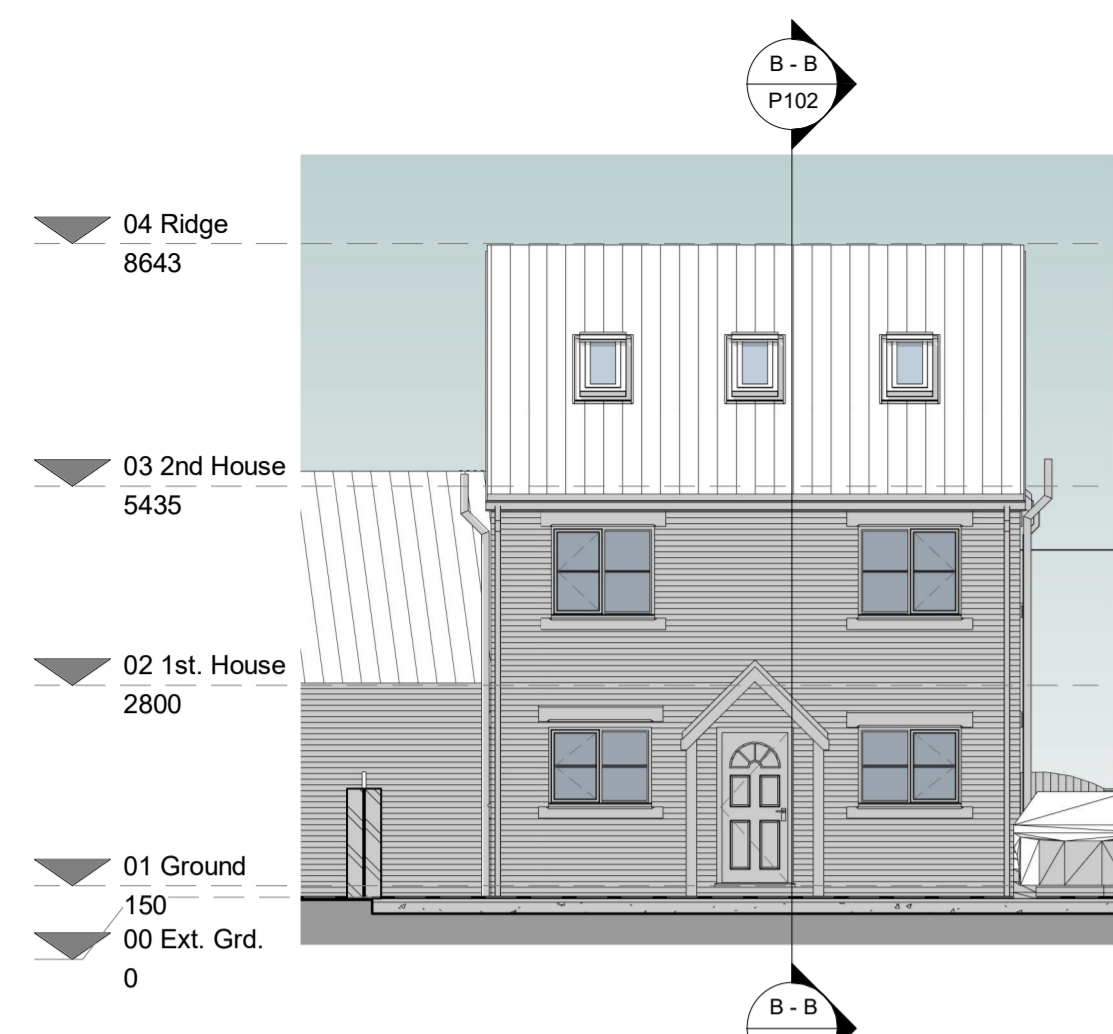 B - B
P102
04 Ridge
8643
03 2nd House
5435
02 1st. House
2800
01 Ground
150
00 Ext. Grd.
0
B - B